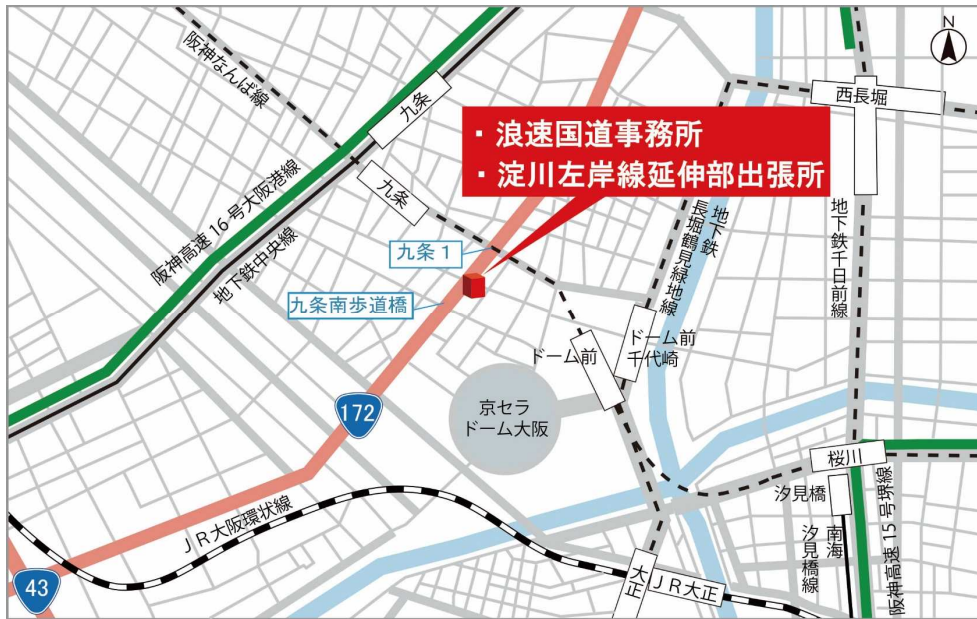 N
阪神なんば線
九条
西長堀
・浪速国道事務所
・淀川左岸線延伸部出張所
九条
阪神高速16号大阪港線
地下鉄中央線
九条1
九条南歩道橋
地下鉄
長堀鶴見緑地線
地下鉄千日前線
ドーム前
ドーム前
千代崎
172
京セラ
ドーム大阪
桜川
汐見橋
南海
汐見橋線
阪神高速15号堺線
JR大阪環状線
大正
JR大正
43